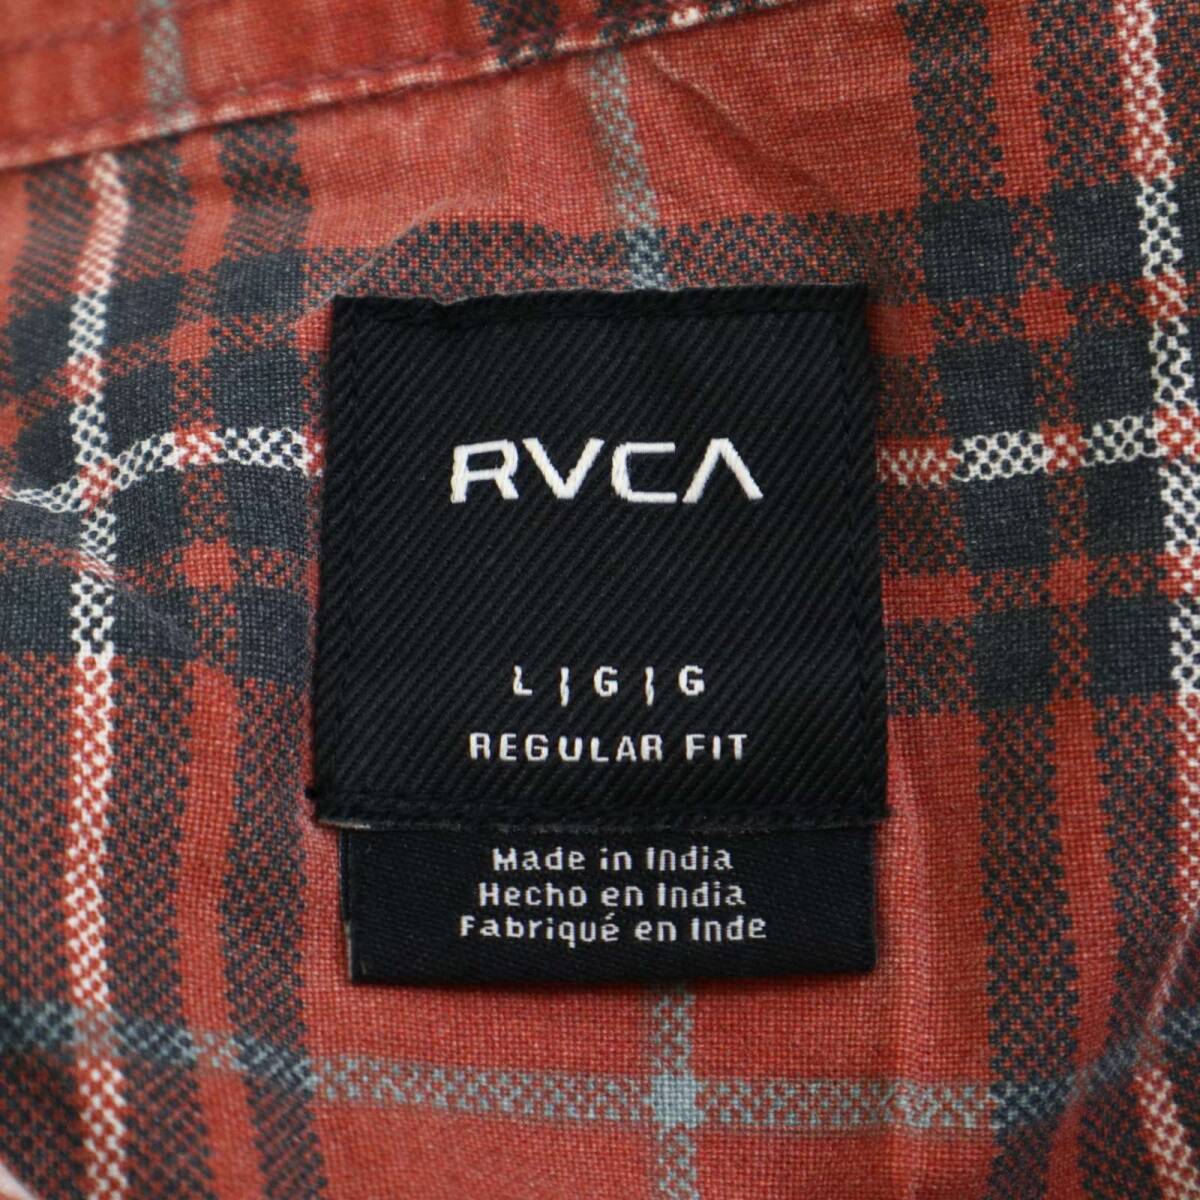 RVCA
L | G | G
REGULAR FIT
Made in India
Hecho en India
Fabriqué en Inde